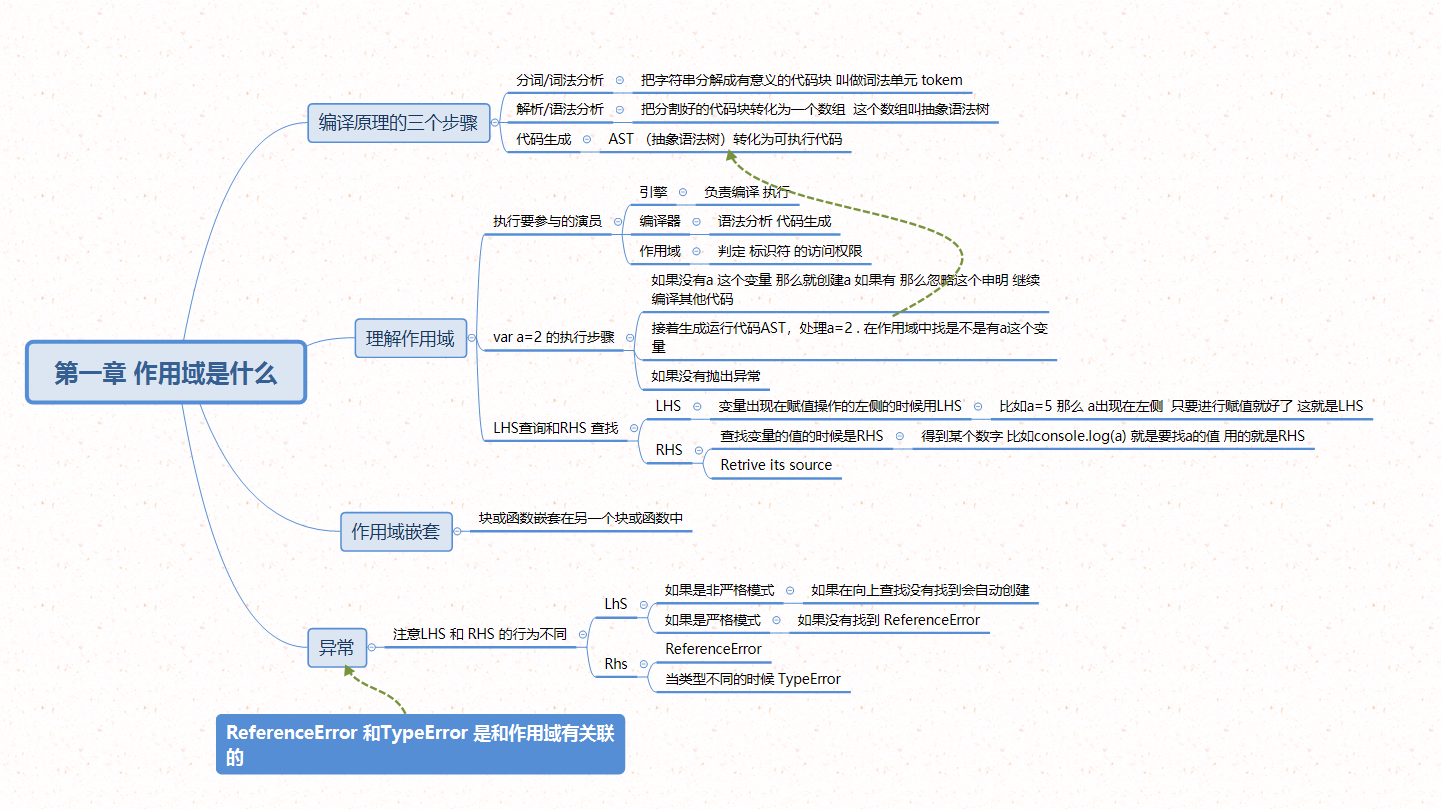 第一章 作用域是什么
编译原理的三个步骤
分词/词法分析
把字符串分解成有意义的代码块 叫做词法单元 tokem
解析/语法分析
把分割好的代码块转化为一个数组 这个数组叫抽象语法树
代码生成
AST （抽象语法树）转化为可执行代码
理解作用域
执行要参与的演员
引擎
负责编译 执行
编译器
语法分析 代码生成
作用域
判定 标识符 的访问权限
var a=2 的执行步骤
如果没有a 这个变量 那么就创建a 如果有 那么忽略这个申明 继续
编译其他代码
接着生成运行代码AST，处理a=2 . 在作用域中找是不是有a这个变
量
如果没有抛出异常
LHS查询和RHS 查找
LHS
变量出现在赋值操作的左侧的时候用LHS
比如a=5 那么 a出现在左侧 只要进行赋值就好了 这就是LHS
RHS
查找变量的值的时候是RHS
得到某个数字 比如console.log(a) 就是要找a的值 用的就是RHS
Retrive its source
作用域嵌套
块或函数嵌套在另一个块或函数中
异常
注意LHS 和 RHS 的行为不同
LhS
如果是非严格模式
如果在向上查找没有找到会自动创建
如果是严格模式
如果没有找到 ReferenceError
Rhs
ReferenceError
当类型不同的时候 TypeError
ReferenceError 和TypeError 是和作用域有关联
的